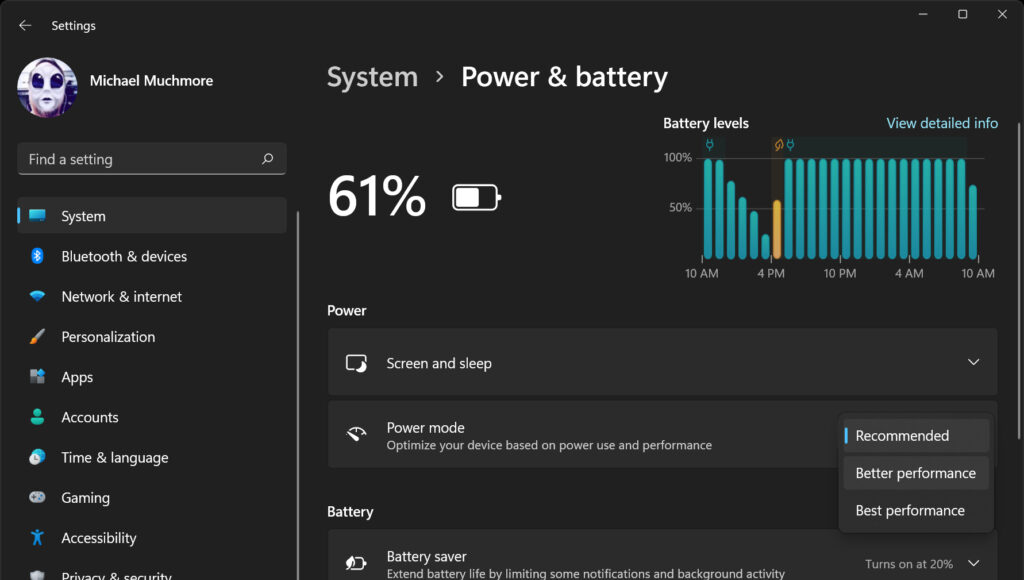 Settings
Michael Muchmore
Find a setting
System
Bluetooth & devices
Network & internet
Personalization
Apps
Accounts
Time & language
Gaming
Accessibility
Privacy & security
System › Power & battery
61%
Battery levels
View detailed info
100%
50%
10 AM 4 PM 10 PM 4 AM 10 AM
Power
Screen and sleep
Power mode
Optimize your device based on power use and performance
Recommended
Better performance
Best performance
Battery
Battery saver
Extend battery life by limiting some notifications and background activity
Turns on at 20%